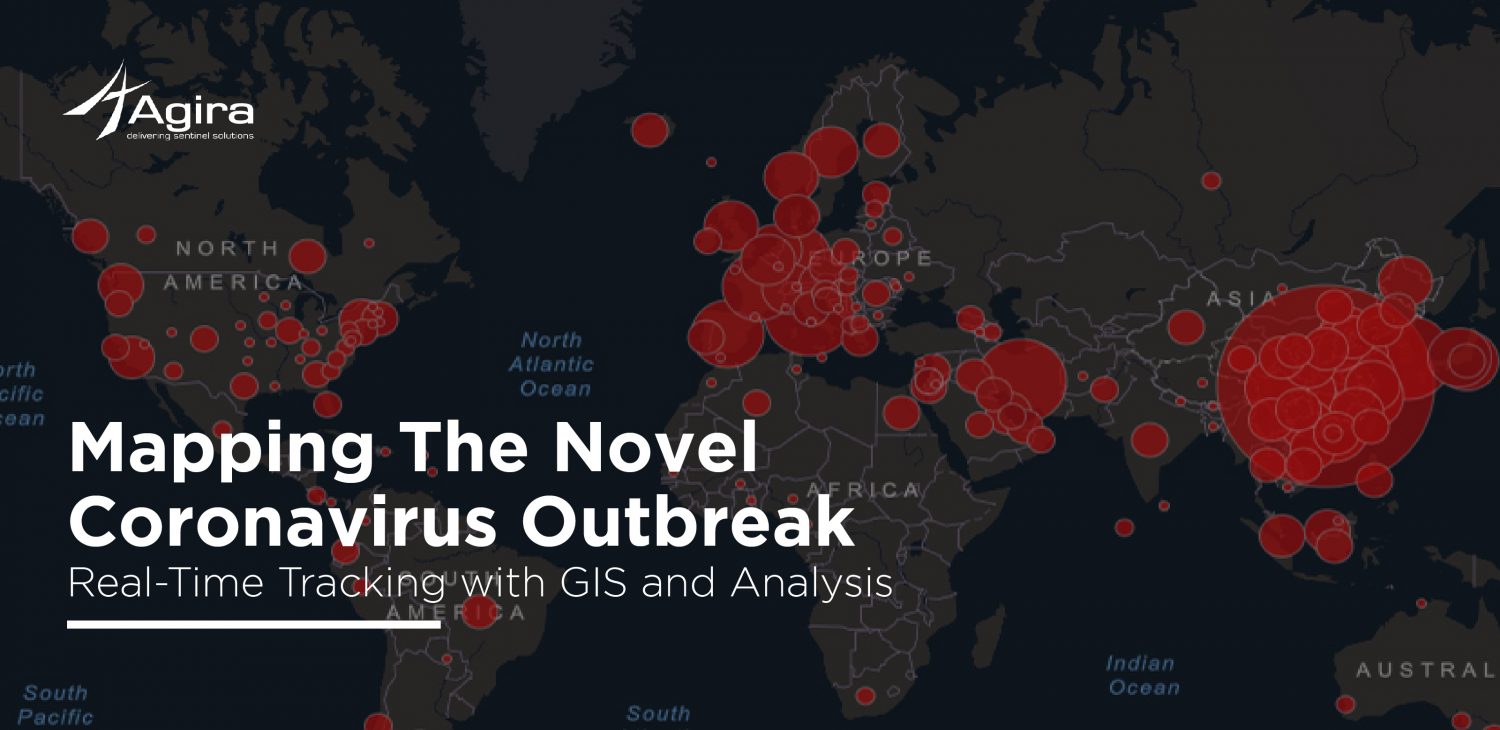 Agira
delivering sentinel solutions
NORTH
AMERICA
EUROPE
ASIA
North
Atlantic
Ocean
orth
cific
cean
Mapping The Novel
Coronavirus Outbreak
AFRICA
Real-Time Tracking with GIS and Analysis
SOUTH
AMERICA
Indian
Ocean
AUSTRAL
South
Pacific
South